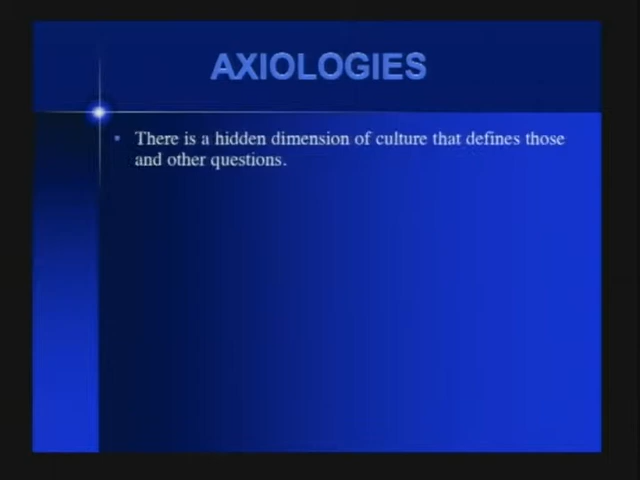 AXIOLOGIES
There is a hidden dimension of culture that defines those
and other questions.